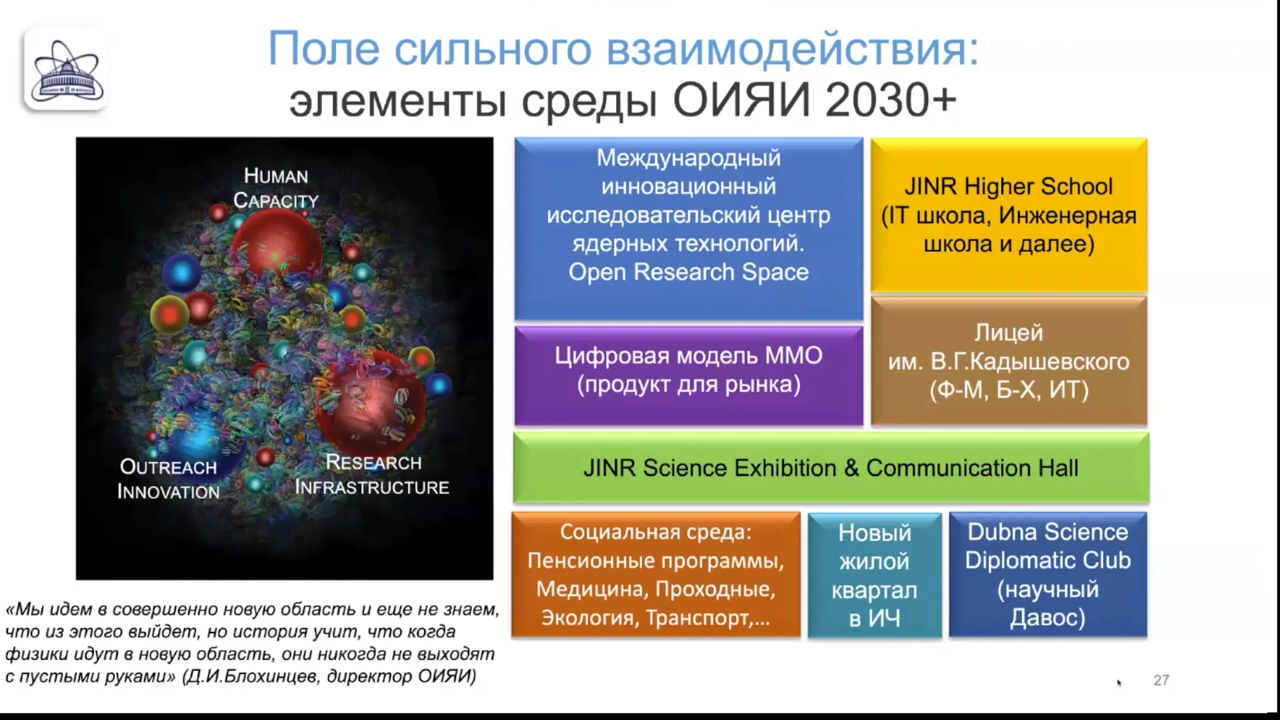 Поле сильного взаимодействия:
элементы среды ОИЯИ 2030+
HUMAN
CAPACITY
OUTREACH
INNOVATION
RESEARCH
INFRASTRUCTURE
Международный
инновационный
исследовательский центр
ядерных технологий.
Open Research Space
JINR Higher School
(IT школа, Инженерная
школа и далее)
Цифровая модель ММО
(продукт для рынка)
Лицей
им. В.Г.Кадышевского
(Ф-М, Б-Х, ИТ)
JINR Science Exhibition & Communication Hall
Социальная среда:
Пенсионные программы,
Медицина, Проходные,
Экология, Транспорт,...
Новый
жилой
квартал
в ИЧ
Dubna Science
Diplomatic Club
(научный
Давос)
«Мы идем в совершенно новую область и еще не знаем,
что из этого выйдет, но история учит, что когда
физики идут в новую область, они никогда не выходят
с пустыми руками» (Д.И.Блохинцев, директор ОИЯИ)
27